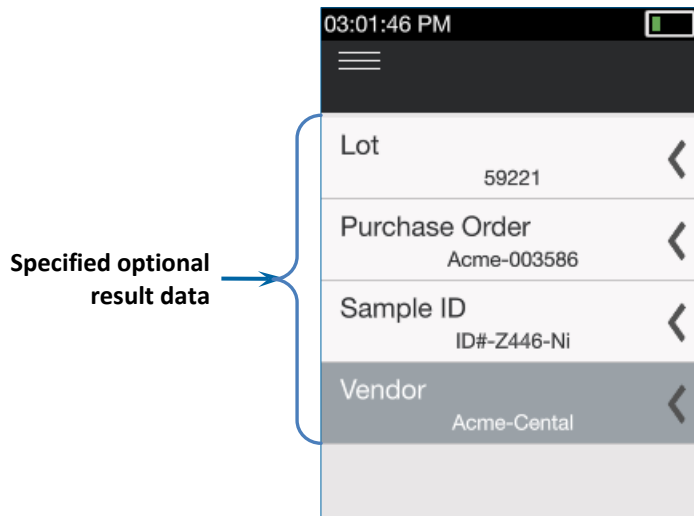 03:01:46 PM
Lot
59221
Purchase Order
Acme-003586
Specified optional
result data
Sample ID
ID#-Z446-Ni
Vendor
Acme-Cental